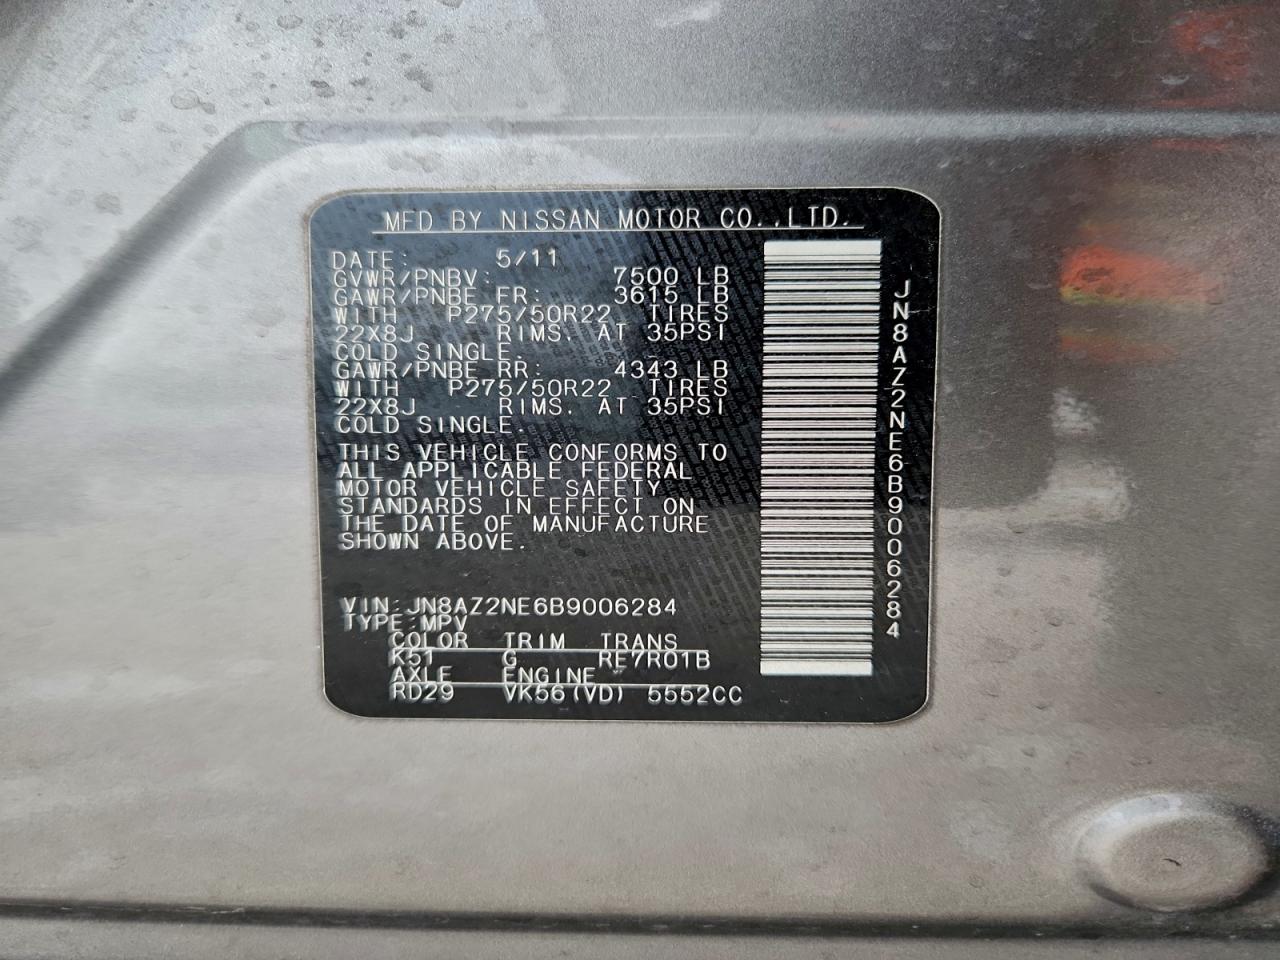 MFD BY NISSAN MOTOR CO.,LTD.
DATE: 5/11
GVWR/PNBV: 7500 LB
GAWR/PNBE FR: 3615 LB
WITH P275/50R22 TIRES
22X8J RIMS. AT 35PSI
COLD SINGLE.
GAWR/PNBE RR: 4343 LB
WITH P275/50R22 TIRES
22X8J RIMS. AT 35PSI
COLD SINGLE.
THIS VEHICLE CONFORMS TO
ALL APPLICABLE FEDERAL
MOTOR VEHICLE SAFETY
STANDARDS IN EFFECT ON
THE DATE OF MANUFACTURE
SHOWN ABOVE.
VIN:JN8AZ2NE6B9006284
TYPE:MPV
COLOR TRIM TRANS
K51 G RE7R01B
AXLE ENGINE
RD29 VK56(VD) 5552CC
JN8AZ2NE6B9006284